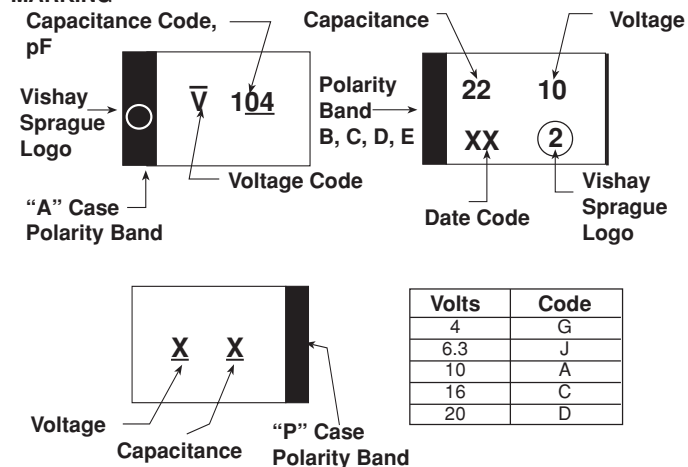 MARKING
Capacitance Code,
pF
Vishay
Sprague
Logo
V 104
Voltage Code
“A” Case
Polarity Band
Capacitance
Voltage
Polarity
Band
B, C, D, E
22 10
XX 2
Date Code
Vishay
Sprague
Logo
X X
Voltage
Capacitance
“P” Case
Polarity Band
Volts Code
4 G
6.3 J
10 A
16 C
20 D